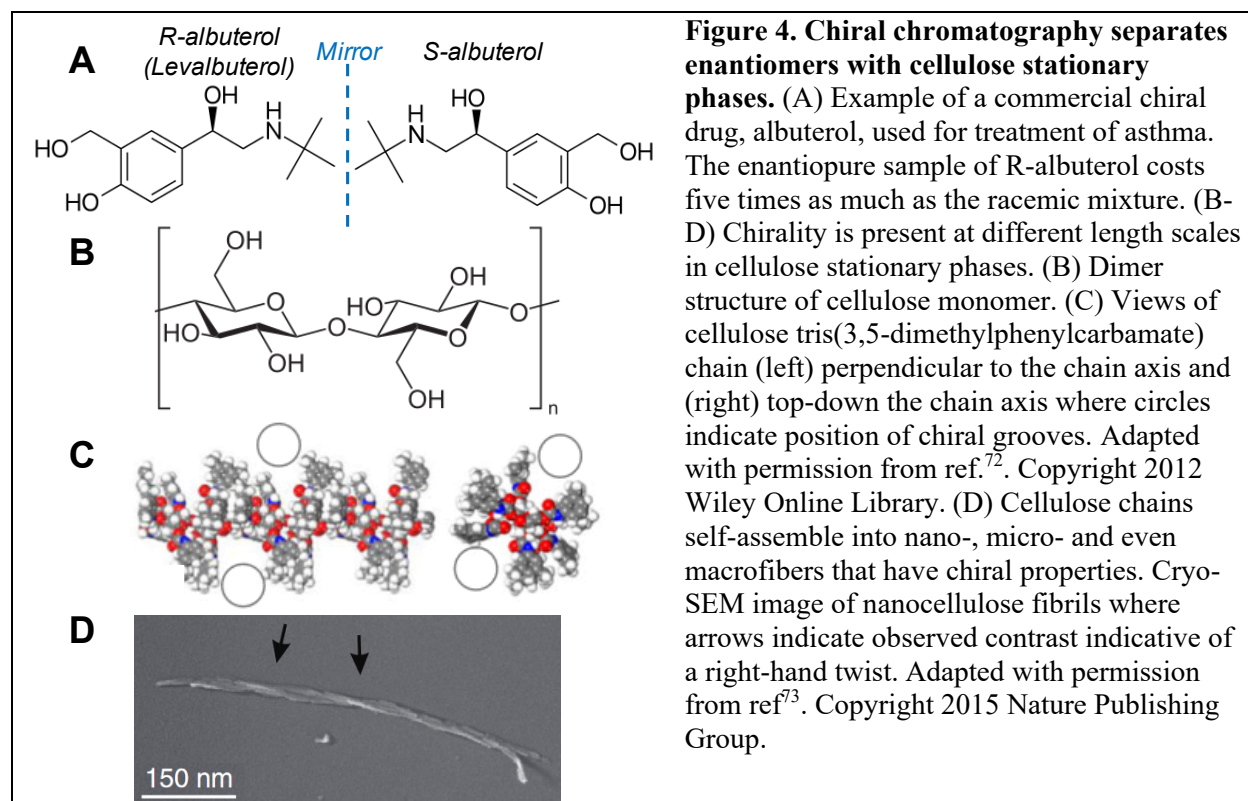 A
R-albuterol
(Levalbuterol)
Mirror
S-albuterol
OH
H
N
HO
HO
OH
H
N
OH
OH
B
OH
O
HO
OH
O
HO
OH
O
O
OH
n
C
D
150 nm
Figure 4. Chiral chromatography separates
enantiomers with cellulose stationary
phases. (A) Example of a commercial chiral
drug, albuterol, used for treatment of asthma.
The enantiopure sample of R-albuterol costs
five times as much as the racemic mixture. (B-
D) Chirality is present at different length scales
in cellulose stationary phases. (B) Dimer
structure of cellulose monomer. (C) Views of
cellulose tris(3,5-dimethylphenylcarbamate)
chain (left) perpendicular to the chain axis and
(right) top-down the chain axis where circles
indicate position of chiral grooves. Adapted
with permission from ref.72. Copyright 2012
Wiley Online Library. (D) Cellulose chains
self-assemble into nano-, micro- and even
macrofibers that have chiral properties. Cryo-
SEM image of nanocellulose fibrils where
arrows indicate observed contrast indicative of
a right-hand twist. Adapted with permission
from ref73. Copyright 2015 Nature Publishing
Group.